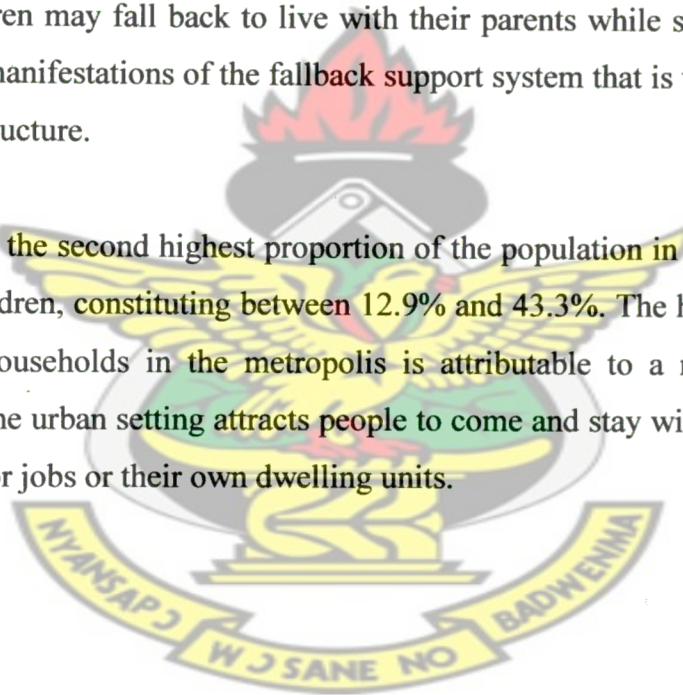 ren may fall back to live with their parents while s
manifestations of the fallback support system that is
ucture.
the second highest proportion of the population in
dren, constituting between 12.9% and 43.3%. The h
ouseholds in the metropolis is attributable to a
ne urban setting attracts people to come and stay wi
or jobs or their own dwelling units.
NYANSAPƆ WƆSANE NO BADWENMA